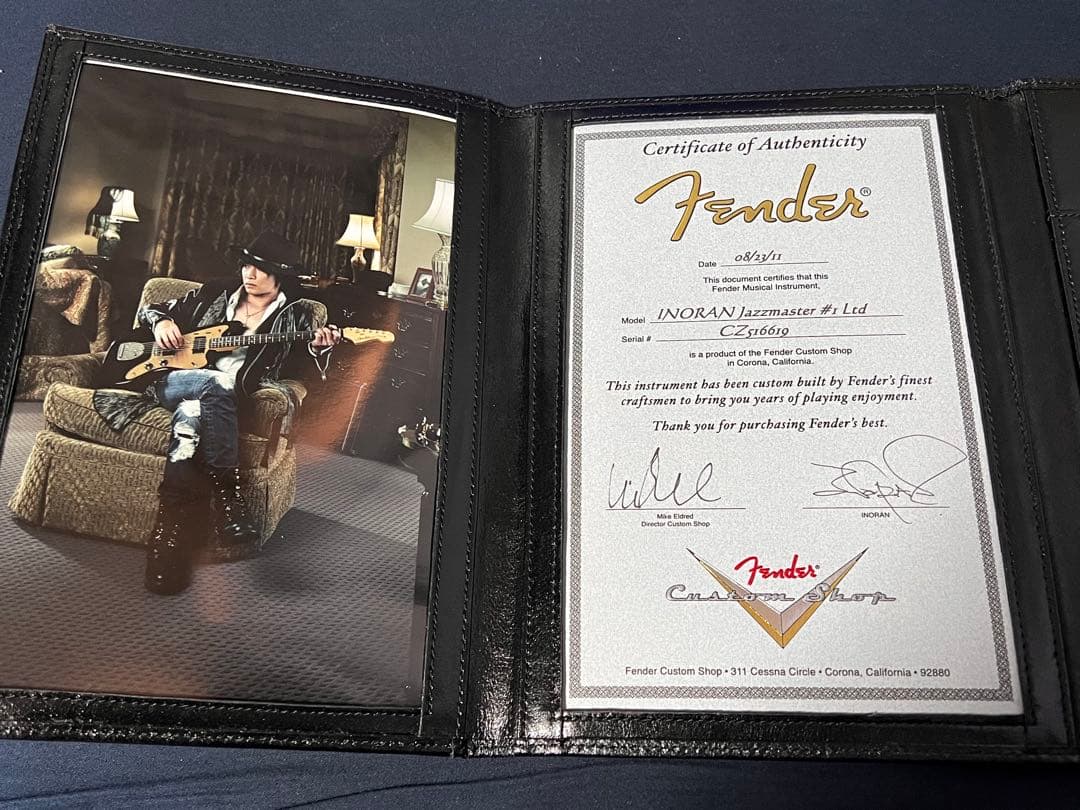 Certificate of Authenticity
Fender®
Date 08/23/11
This document certifies that this
Fender Musical Instrument,
Model INORAN Jazzmaster #1 Ltd
Serial # CZ516619
is a product of the Fender Custom Shop
in Corona, California.
This instrument has been custom built by Fender's finest
craftsmen to bring you years of playing enjoyment.
Thank you for purchasing Fender's best.
Mike Eldred
Director Custom Shop
INORAN
Fender
Custom Shop
Fender Custom Shop • 311 Cessna Circle • Corona, California • 92880